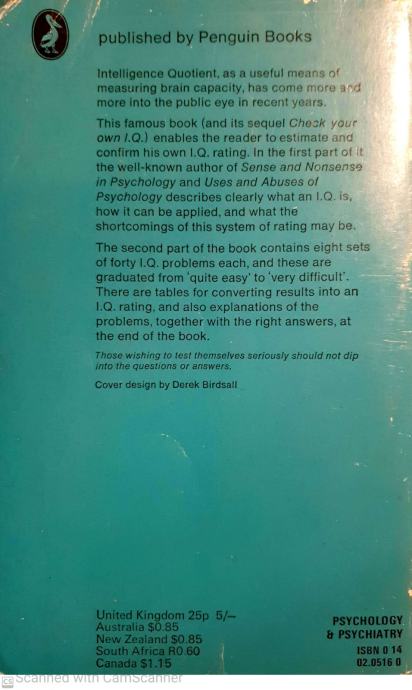 published by Penguin Books
Intelligence Quotient, as a useful means of
measuring brain capacity, has come more and
more into the public eye in recent years.
This famous book (and its sequel Check your
own I.Q.) enables the reader to estimate and
confirm his own I.Q. rating. In the first part of it
the well-known author of Sense and Nonsense
in Psychology and Uses and Abuses of
Psychology describes clearly what an I.Q. is,
how it can be applied, and what the
shortcomings of this system of rating may be.
The second part of the book contains eight sets
of forty I.Q. problems each, and these are
graduated from 'quite easy' to 'very difficult'.
There are tables for converting results into an
I.Q. rating, and also explanations of the
problems, together with the right answers, at
the end of the book.
Those wishing to test themselves seriously should not dip
into the questions or answers.
Cover design by Derek Birdsall
United Kingdom 25p 5/–
Australia $0.85
New Zealand $0.85
South Africa R0.60
Canada $1.15
PSYCHOLOGY
& PSYCHIATRY
ISBN 0 14
02.0516 0
CS Scanned with CamScanner